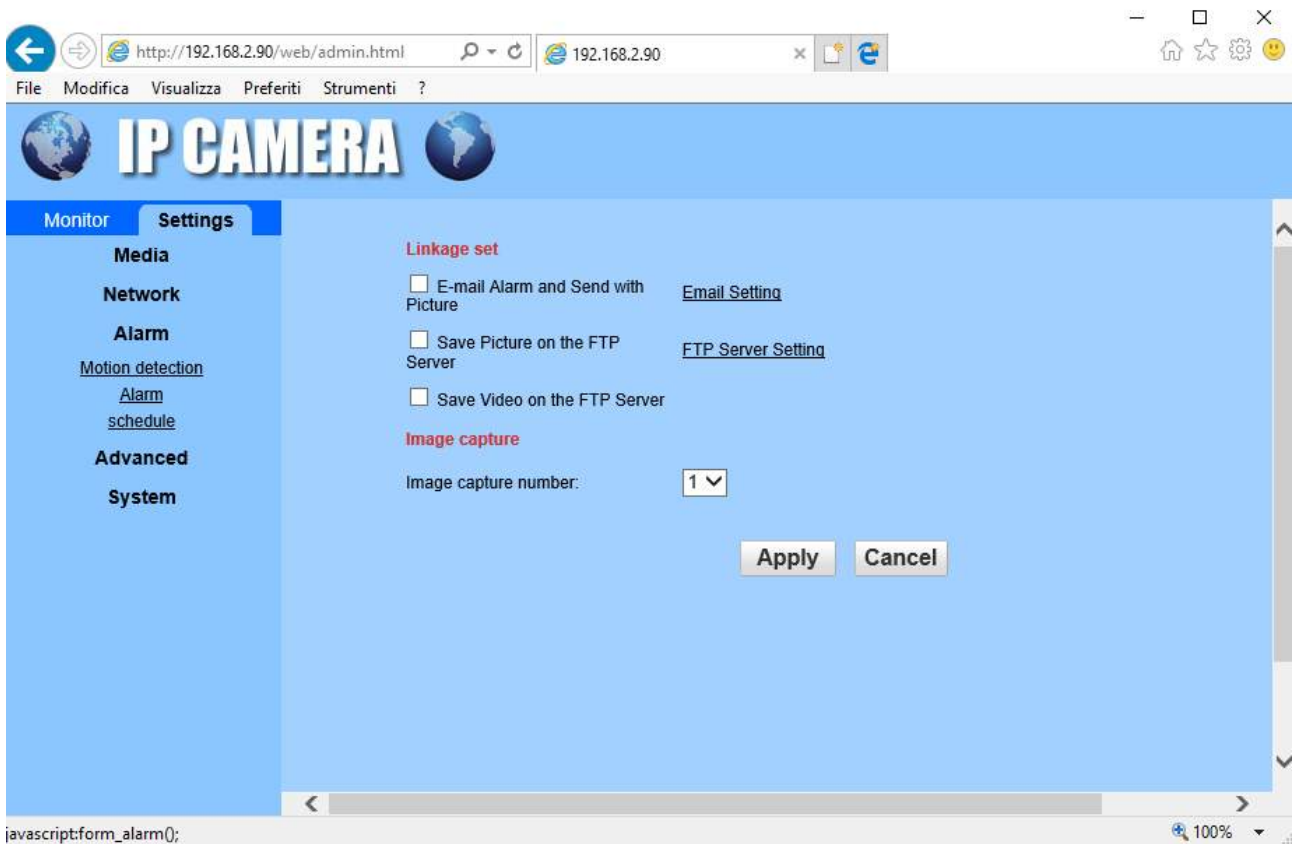 http://192.168.2.90/web/admin.html
192.168.2.90
File Modifica Visualizza Preferiti Strumenti ?
IP CAMERA
Monitor Settings
Media
Network
Alarm
Motion detection
Alarm
schedule
Advanced
System
Linkage set
E-mail Alarm and Send with
Picture
Email Setting
Save Picture on the FTP
Server
FTP Server Setting
Save Video on the FTP Server
Image capture
Image capture number:
1
Apply Cancel
javascript:form_alarm();
100%